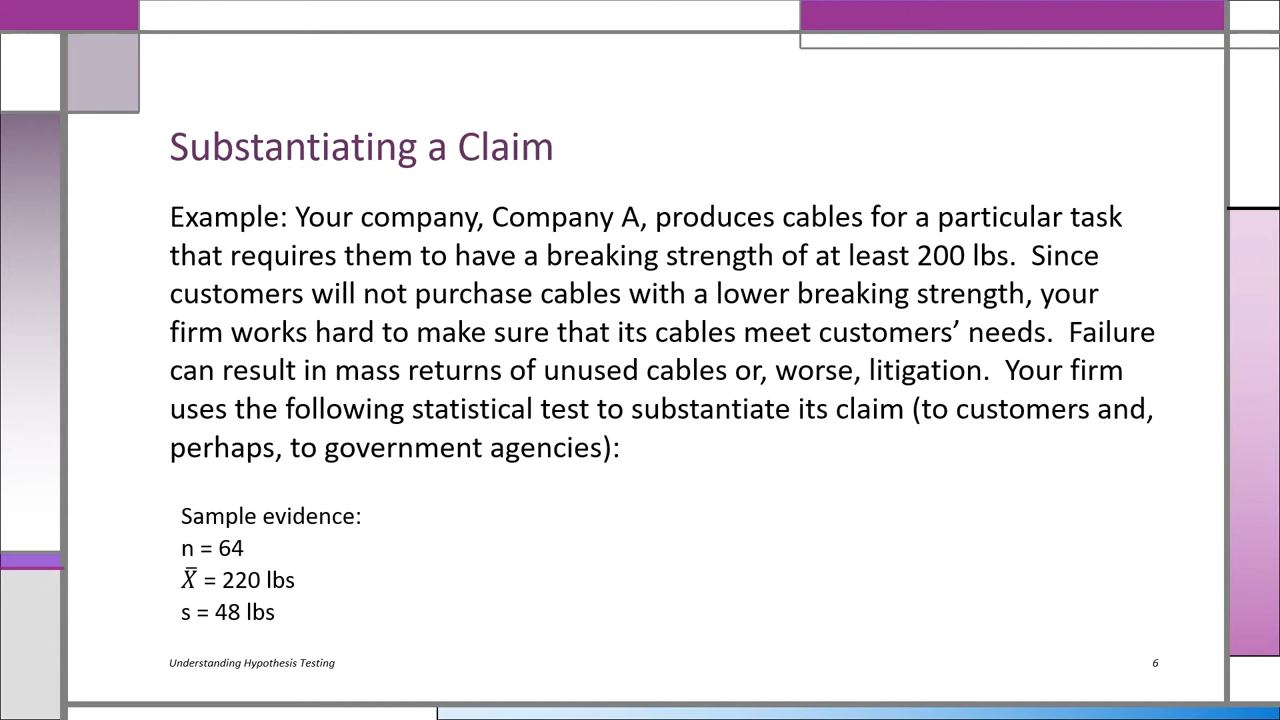 Substantiating a Claim
Example: Your company, Company A, produces cables for a particular task
that requires them to have a breaking strength of at least 200 lbs.  Since
customers will not purchase cables with a lower breaking strength, your
firm works hard to make sure that its cables meet customers’ needs.  Failure
can result in mass returns of unused cables or, worse, litigation.  Your firm
uses the following statistical test to substantiate its claim (to customers and,
perhaps, to government agencies):
Sample evidence:
n = 64
X̄ = 220 lbs
s = 48 lbs
Understanding Hypothesis Testing
6